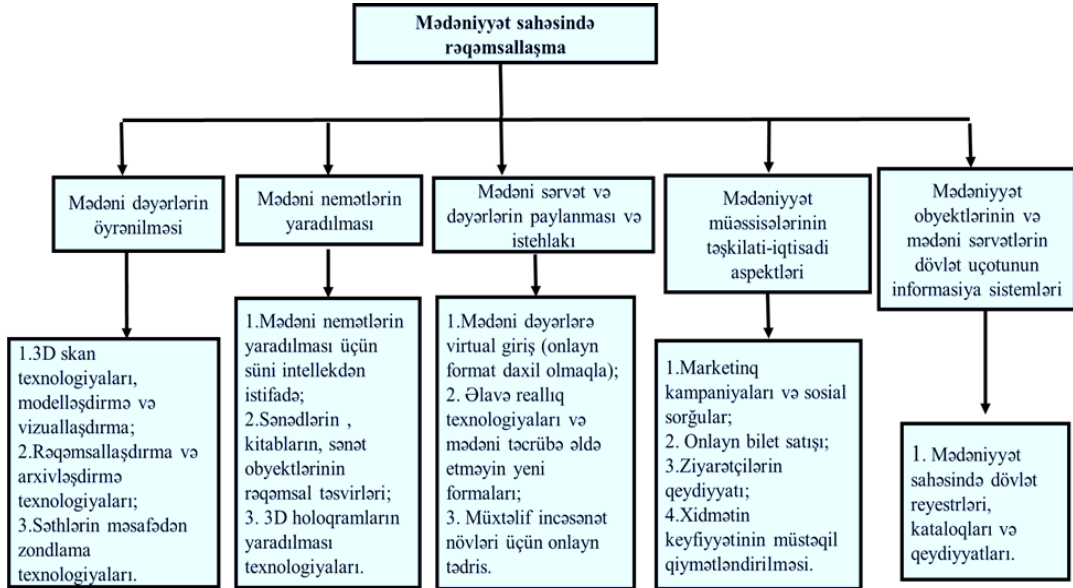 Mədəniyyət sahəsində
rəqəmsallaşma
Mədəni dəyərlərin
öyrənilməsi
Mədəni nemətlərin
yaradılması
Mədəni sərvət və
dəyərlərin paylanması və
istehlakı
Mədəniyyət
müəssisələrinin
təşkilati-iqtisadi
aspektləri
Mədəniyyət
obyektlərinin və
mədəni sərvətlərin
dövlət uçotunun
informasiya sistemləri
1.3D skan
texnologiyaları,
modelləşdirmə və
vizuallaşdırma;
2.Rəqəmsallaşdırma və
arxivləşdirmə
texnologiyaları;
3.Səthlərin məsafədən
zondlama
texnologiyaları.
1.Mədəni nemətlərin
yaradılması üçün
süni intellekdən
istifadə;
2.Sənədlərin ,
kitabların, sənət
obyektlərinin
rəqəmsal təsvirləri;
3. 3D holoqramların
yaradılması
texnologiyaları.
1.Mədəni dəyərlərə
virtual giriş (onlayn
format daxil olmaqla);
2. Əlavə reallıq
texnologiyaları və
mədəni təcrübə əldə
etməyin yeni
formaları;
3. Müxtəlif incəsənət
növləri üçün onlayn
tədris.
1.Marketinq
kampaniyaları və sosial
sorğular;
2. Onlayn bilet satışı;
3.Ziyarətçilərin
qeydiyyatı;
4.Xidmətin
keyfiyyətinin müstəqil
qiymətləndirilməsi.
1. Mədəniyyət
sahəsində dövlət
reyestrləri,
kataloqları və
qeydiyyatları.